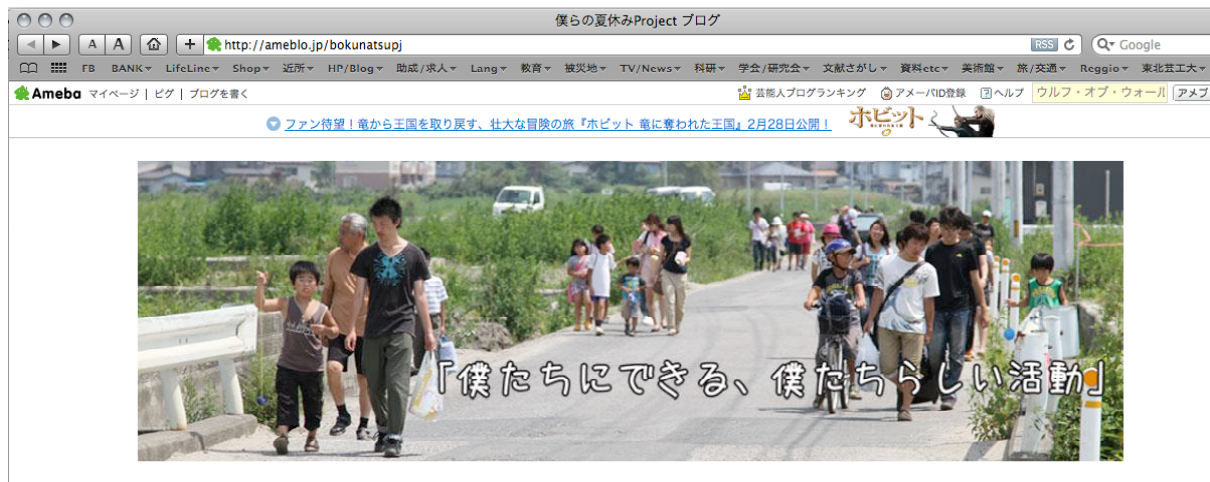 僕らの夏休みProject ブログ
A A http://ameblo.jp/bokunatsupj RSS Google
FB BANK LifeLine Shop 近所 HP/Blog 助成/求人 Lang 教育 被災地 TV/News 科研 学会/研究会 文献さがし 資料etc 美術館 旅/交通 Reggio 東北芸工大
Ameba マイページ | ピグ | ブログを書く 芸能人ブログランキング アメーバID登録 ?ヘルプ ウルフ・オブ・ウォール アメブ
ファン待望！竜から王国を取り戻す、壮大な冒険の旅『ホビット 竜に奪われた王国』2月28日公開！ ホビット
「僕たちにできる、僕たちらしい活動」